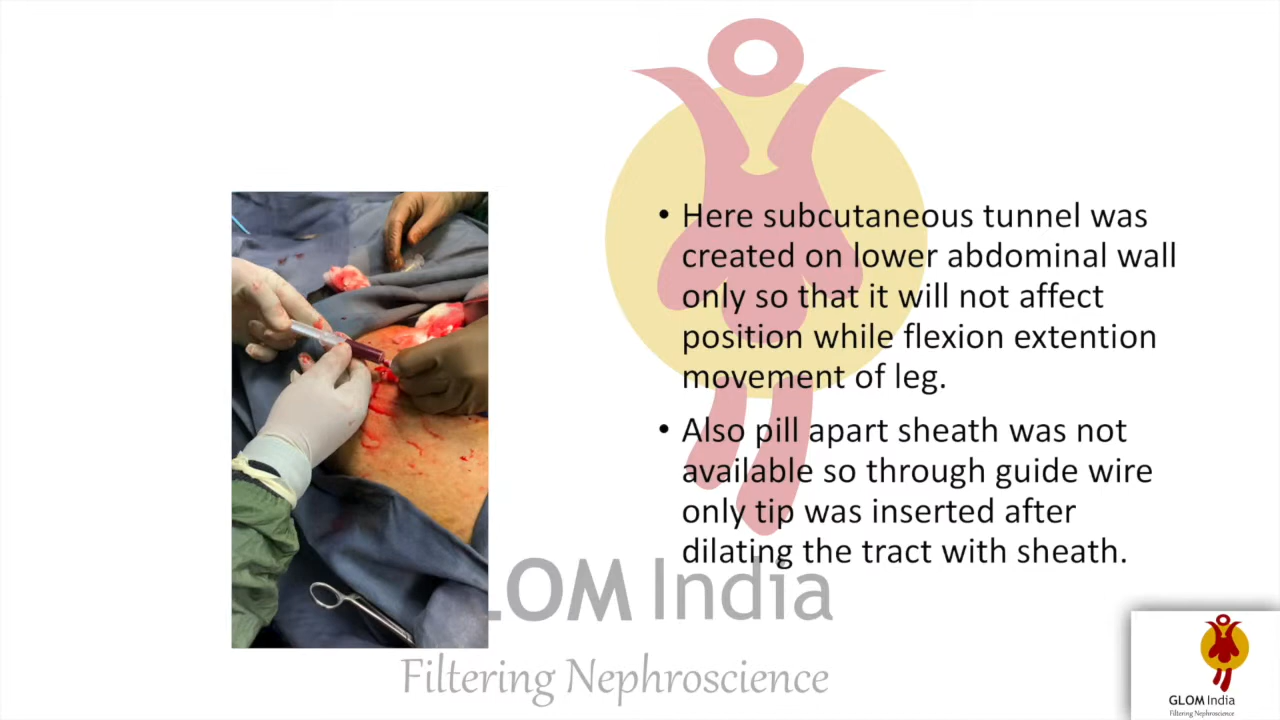 • Here subcutaneous tunnel was
created on lower abdominal wall
only so that it will not affect
position while flexion extention
movement of leg.
• Also pill apart sheath was not
available so through guide wire
only tip was inserted after
dilating the tract with sheath.
LOM India
Filtering Nephroscience
GLOM India
Filtering Nephroscience